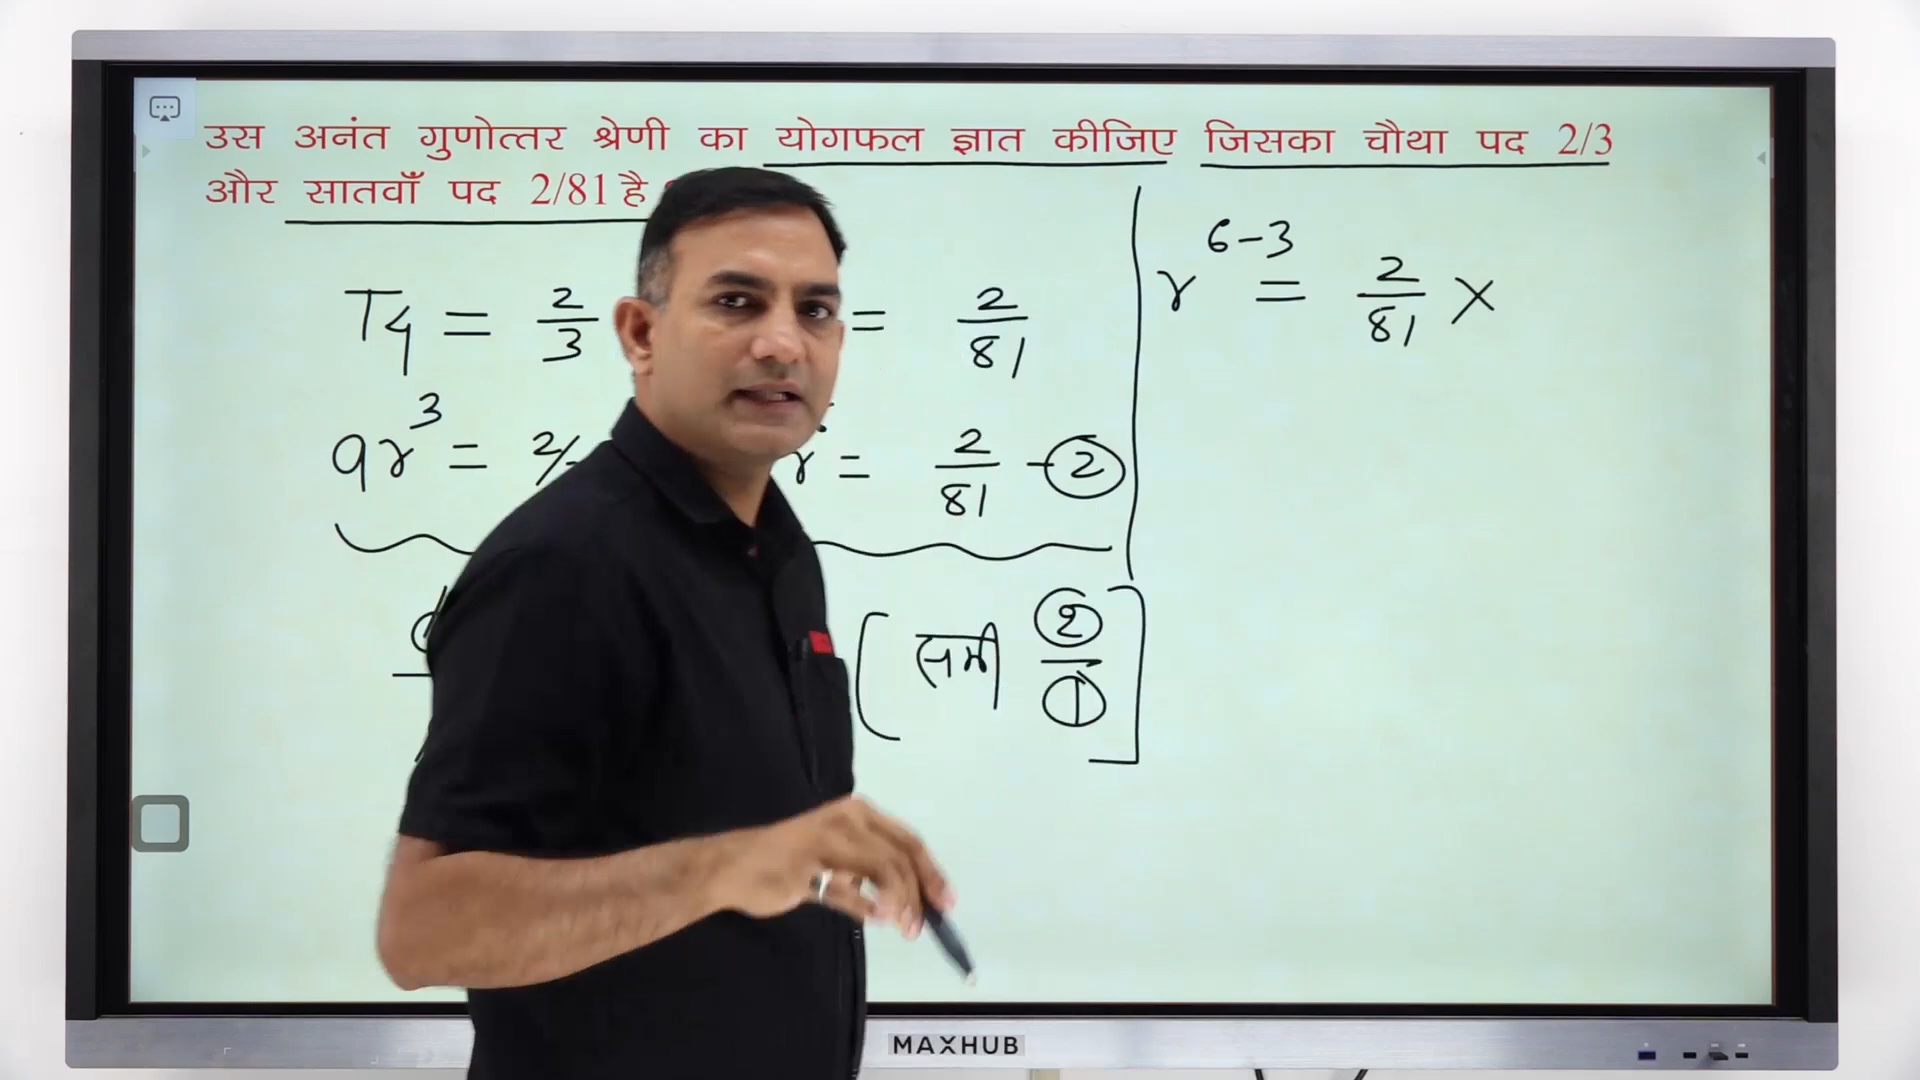 उस अनंत गुणोत्तर श्रेणी का योगफल ज्ञात कीजिए जिसका चौथा पद 2/3
और सातवाँ पद 2/81 है
T4 = 2/3
= 2/81
ar^3 = 2/
r = 2/81 - ②
r^6-3 = 2/81 ×
[समी ②/①]
MAXHUB